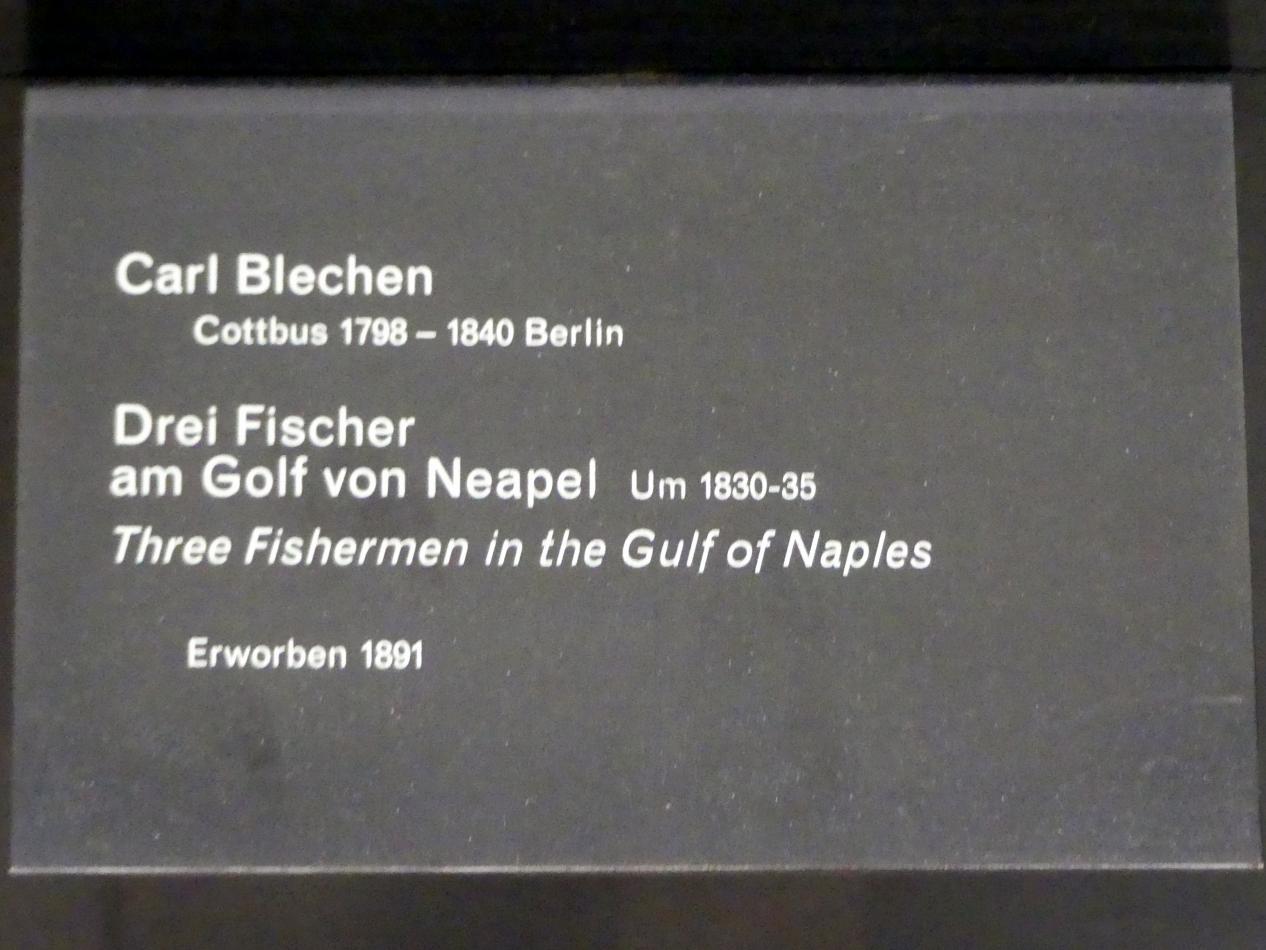 Carl Blechen
Cottbus 1798 – 1840 Berlin
Drei Fischer
am Golf von Neapel Um 1830-35
Three Fishermen in the Gulf of Naples
Erworben 1891